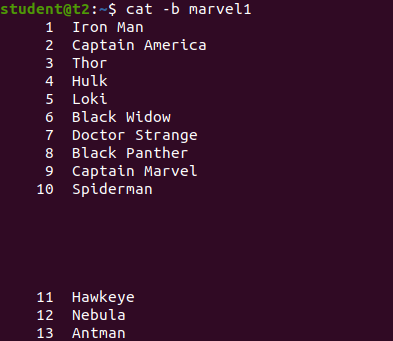 student@t2:~$ cat -b marvel1
1 Iron Man
2 Captain America
3 Thor
4 Hulk
5 Loki
6 Black Widow
7 Doctor Strange
8 Black Panther
9 Captain Marvel
10 Spiderman
11 Hawkeye
12 Nebula
13 Antman